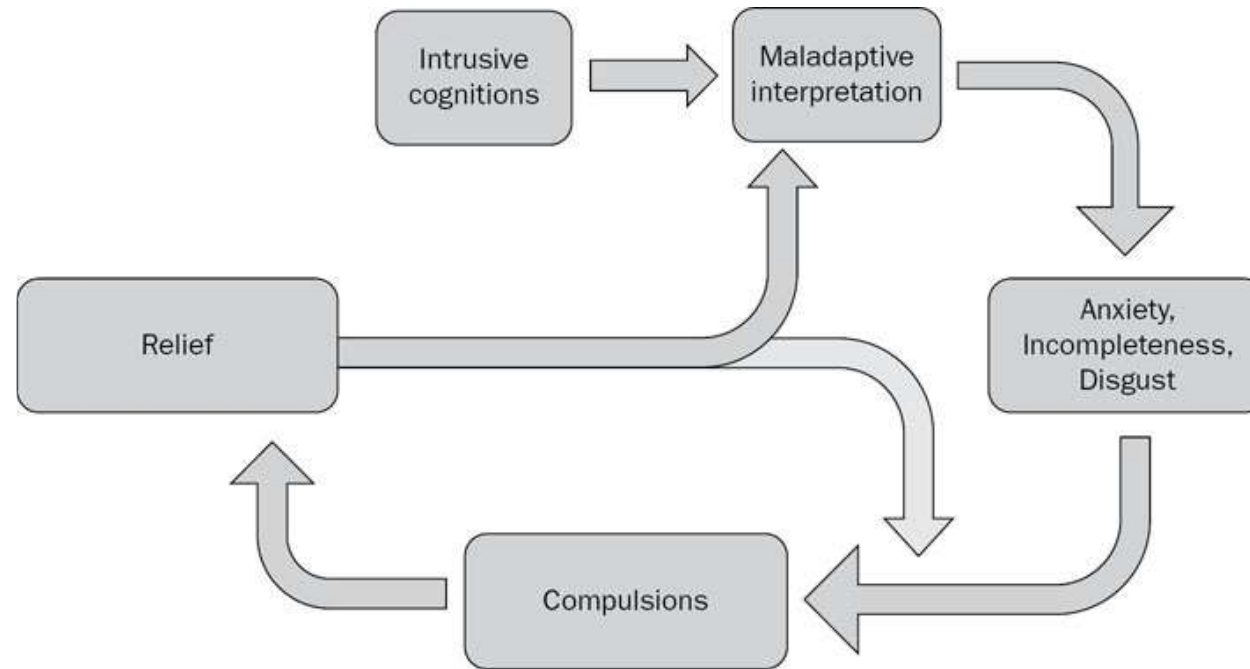 Intrusive
cognitions
Maladaptive
interpretation
Relief
Anxiety,
Incompleteness,
Disgust
Compulsions